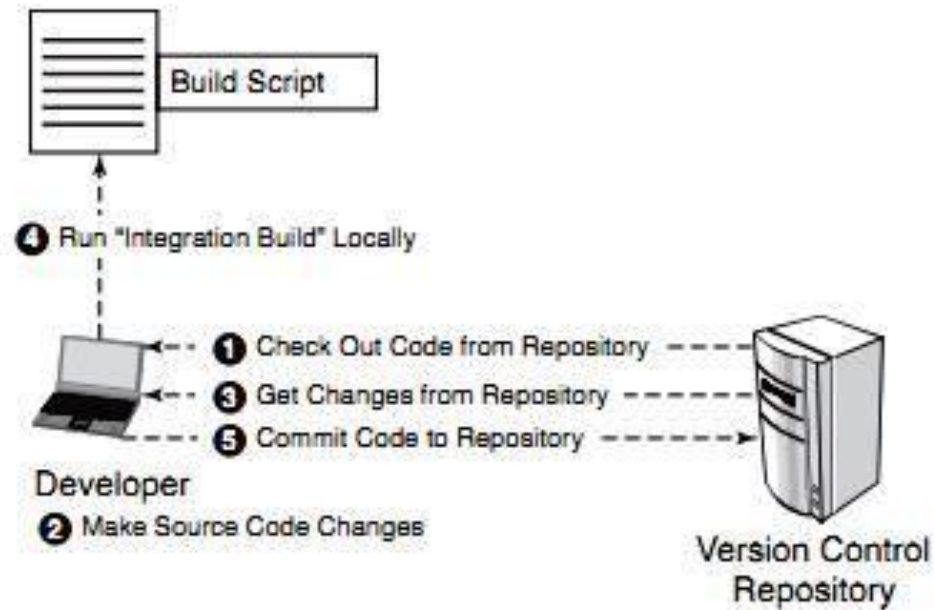 Build Script
4 Run "Integration Build" Locally
1 Check Out Code from Repository
3 Get Changes from Repository
5 Commit Code to Repository
Developer
2 Make Source Code Changes
Version Control
Repository